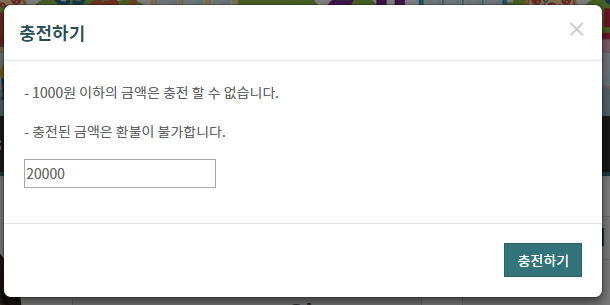 충전하기
- 1000원 이하의 금액은 충전 할 수 없습니다.
- 충전된 금액은 환불이 불가합니다.
20000
충전하기